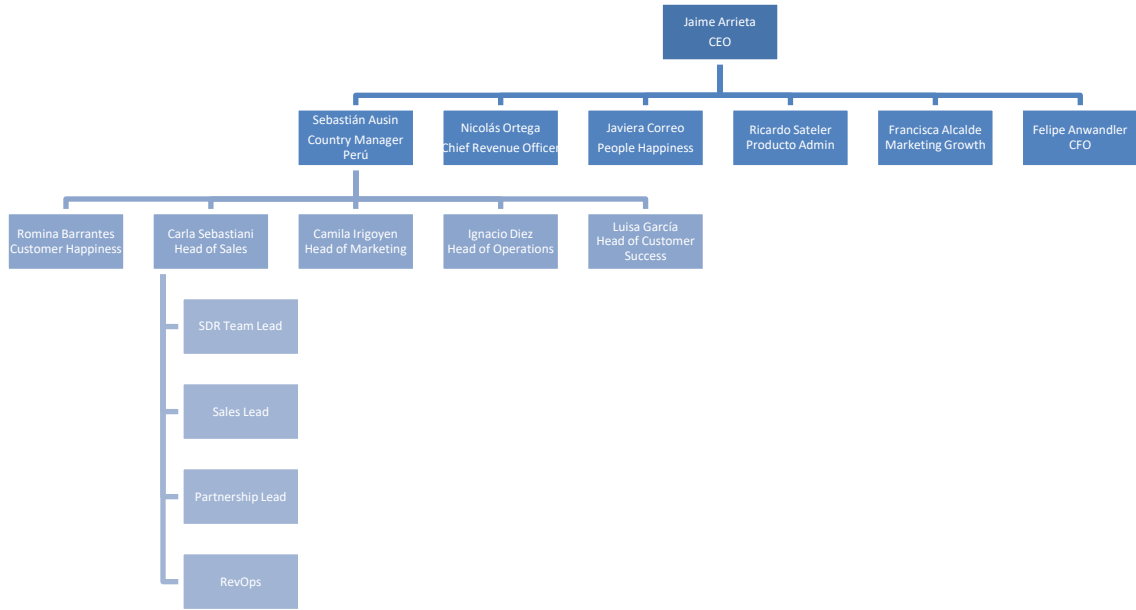 Jaime Arrieta
CEO
Sebastián Ausin
Country Manager
Perú
Nicolás Ortega
Chief Revenue Officer
Javiera Correo
People Happiness
Ricardo Sateler
Producto Admin
Francisca Alcalde
Marketing Growth
Felipe Anwandler
CFO
Romina Barrantes
Customer Happiness
Carla Sebastiani
Head of Sales
Camila Irigoyen
Head of Marketing
Ignacio Diez
Head of Operations
Luisa García
Head of Customer
Success
SDR Team Lead
Sales Lead
Partnership Lead
RevOps